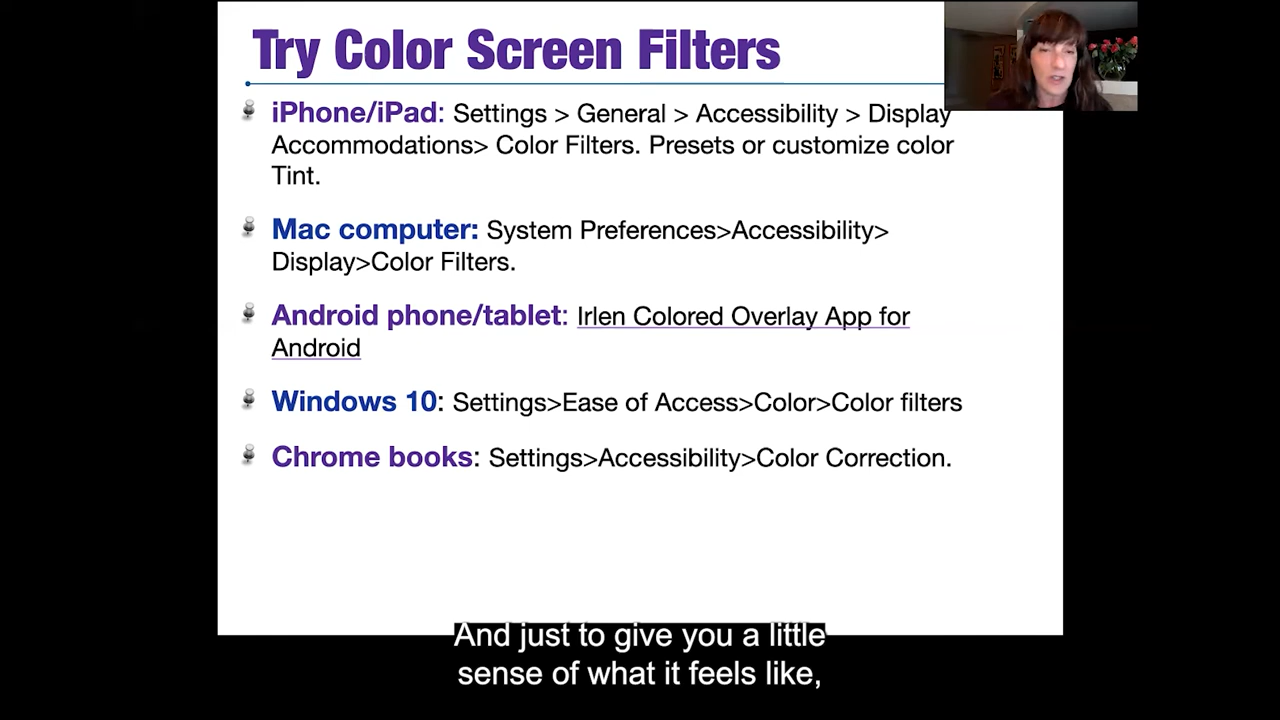 Try Color Screen Filters
iPhone/iPad: Settings > General > Accessibility > Display
Accommodations> Color Filters. Presets or customize color
Tint.
Mac computer: System Preferences>Accessibility>
Display>Color Filters.
Android phone/tablet: Irlen Colored Overlay App for
Android
Windows 10: Settings>Ease of Access>Color>Color filters
Chrome books: Settings>Accessibility>Color Correction.
And just to give you a little
sense of what it feels like,